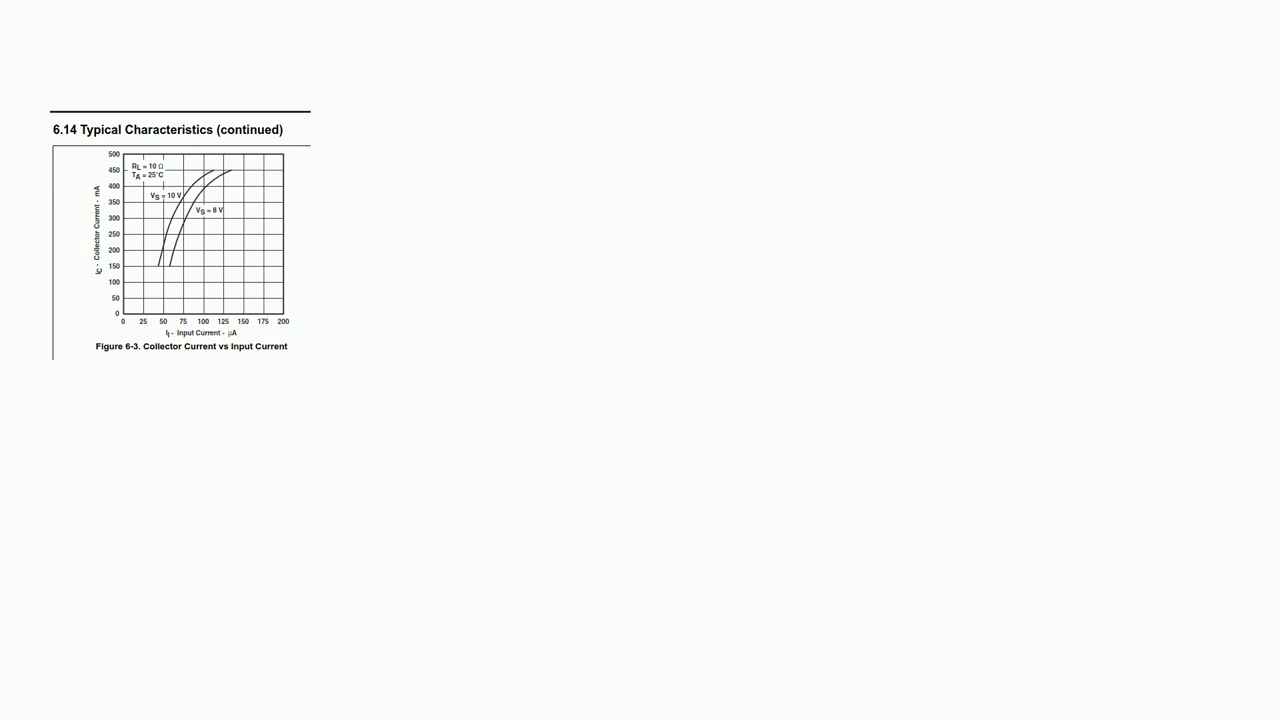 6.14 Typical Characteristics (continued)
500
450
400
350
300
250
200
150
100
50
0
RL = 10 Ω
TA = 25°C
VS = 10 V
VS = 8 V
IC - Collector Current - mA
0 25 50 75 100 125 150 175 200
II - Input Current - µA
Figure 6-3. Collector Current vs Input Current